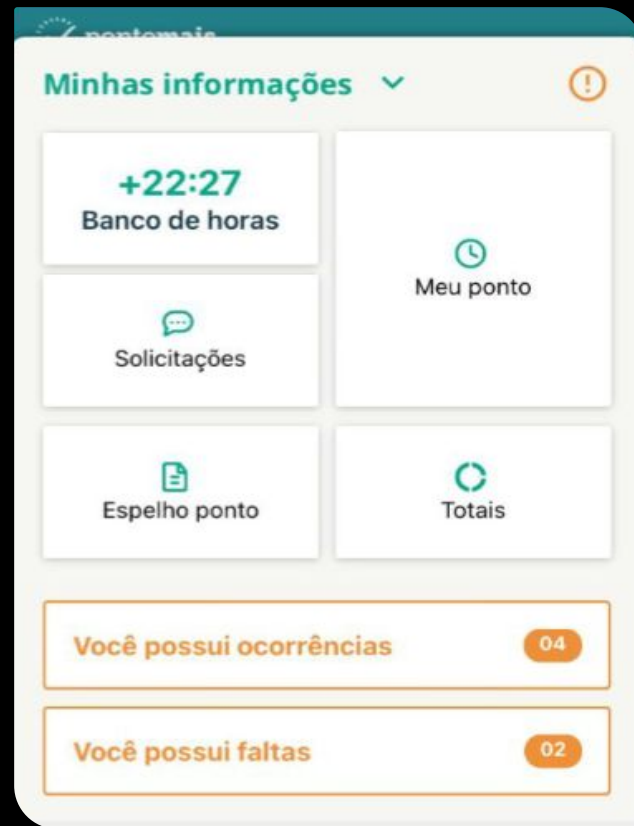 pontomais
Minhas informações
+22:27
Banco de horas
Meu ponto
Solicitações
Espelho ponto
Totais
Você possui ocorrências 04
Você possui faltas 02